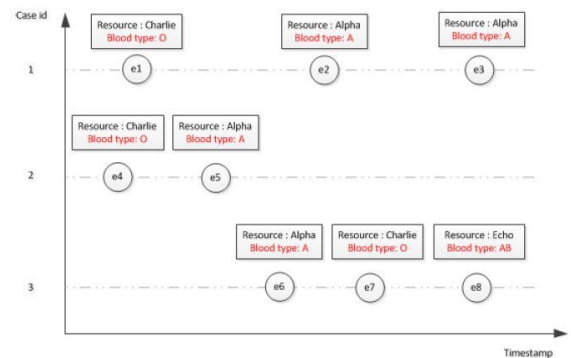 Case id
Resource : Charlie
Blood type: O
Resource : Alpha
Blood type: A
Resource : Alpha
Blood type: A
1
e1
e2
e3
Resource : Charlie
Blood type: O
Resource : Alpha
Blood type: A
2
e4
e5
Resource : Alpha
Blood type: A
Resource : Charlie
Blood type: O
Resource : Echo
Blood type: AB
3
e6
e7
e8
Timestamp